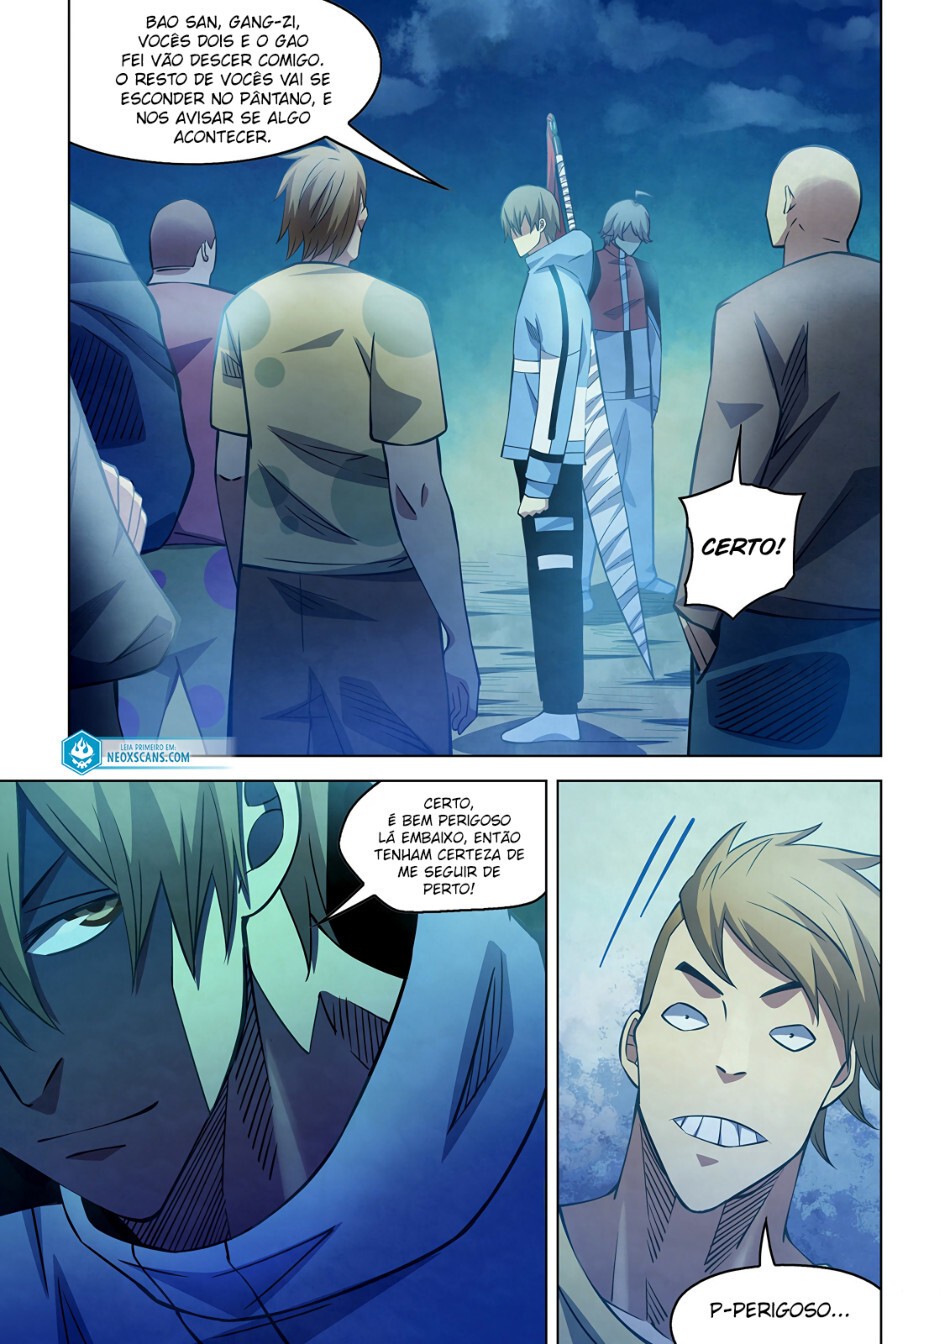 BAO SAN, GANG-ZI,
VOCÊS DOIS E O GAO
FEI VÃO DESCER COMIGO.
O RESTO DE VOCÊS VAI SE
ESCONDER NO PÂNTANO, E
NOS AVISAR SE ALGO
ACONTECER.
CERTO!
LEIA PRIMEIRO EM:
NEOXSCANS.COM
CERTO,
É BEM PERIGOSO
LÁ EMBAIXO, ENTÃO
TENHAM CERTEZA DE
ME SEGUIR DE
PERTO!
P-PERIGOSO...